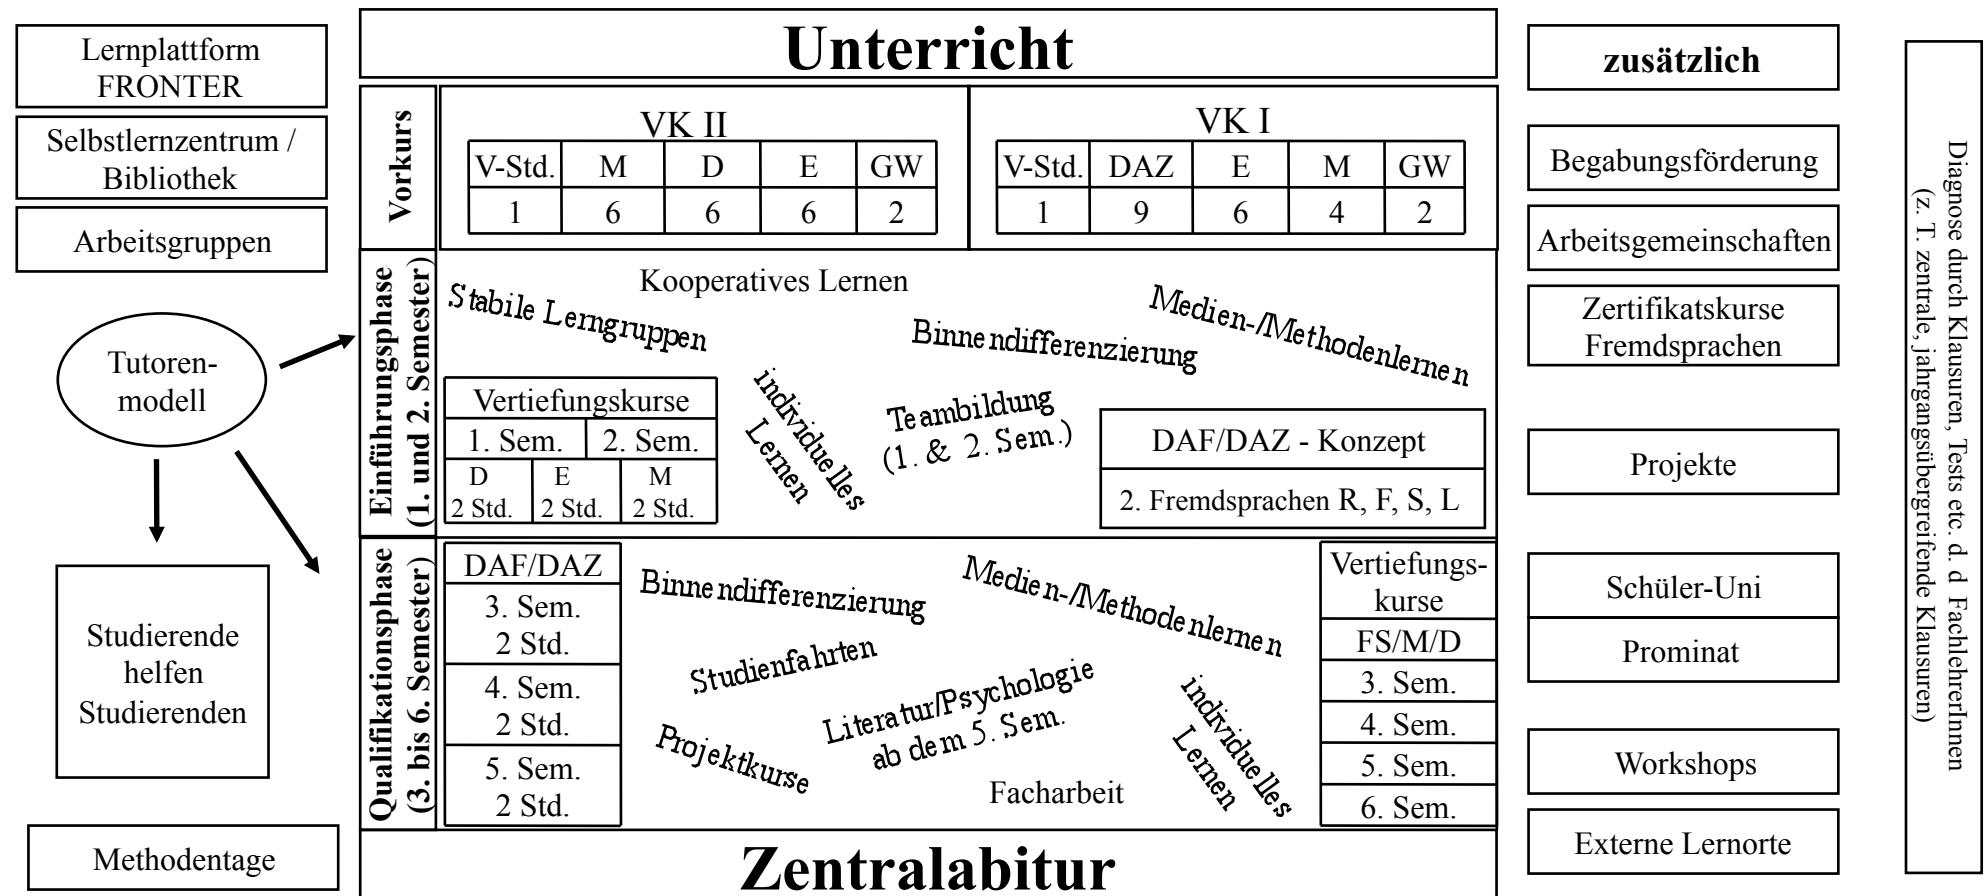 Lernplattform
FRONTER
Selbstlernzentrum /
Bibliothek
Arbeitsgruppen
Tutoren-
modell
Studierende
helfen
Studierenden
Methodentage
Unterricht
Vorkurs
VK II
V-Std. M D E GW
1 6 6 6 2
VK I
V-Std. DAZ E M GW
1 9 6 4 2
Einführungsphase
(1. und 2. Semester)
Kooperatives Lernen
Stabile Lerngruppen
Binnendifferenzierung
Medien-/Methodenlernen
individuelles
Lernen
Teambildung
(1. & 2. Sem.)
Vertiefungskurse
1. Sem. 2. Sem.
D E M
2 Std. 2 Std. 2 Std.
DAF/DAZ - Konzept
2. Fremdsprachen R, F, S, L
Qualifikationsphase
(3. bis 6. Semester)
DAF/DAZ
3. Sem.
2 Std.
4. Sem.
2 Std.
5. Sem.
2 Std.
Binnendifferenzierung
Medien-/Methodenlernen
Studienfahrten
Literatur/Psychologie
ab dem 5. Sem.
Projektkurse
Facharbeit
individuelles
Lernen
Vertiefungs-
kurse
FS/M/D
3. Sem.
4. Sem.
5. Sem.
6. Sem.
Zentralabitur
zusätzlich
Begabungsförderung
Arbeitsgemeinschaften
Zertifikatskurse
Fremdsprachen
Projekte
Schüler-Uni
Prominat
Workshops
Externe Lernorte
Diagnose durch Klausuren, Tests etc. d. d FachlehrerInnen
(z. T. zentrale, jahrgangsübergreifende Klausuren)